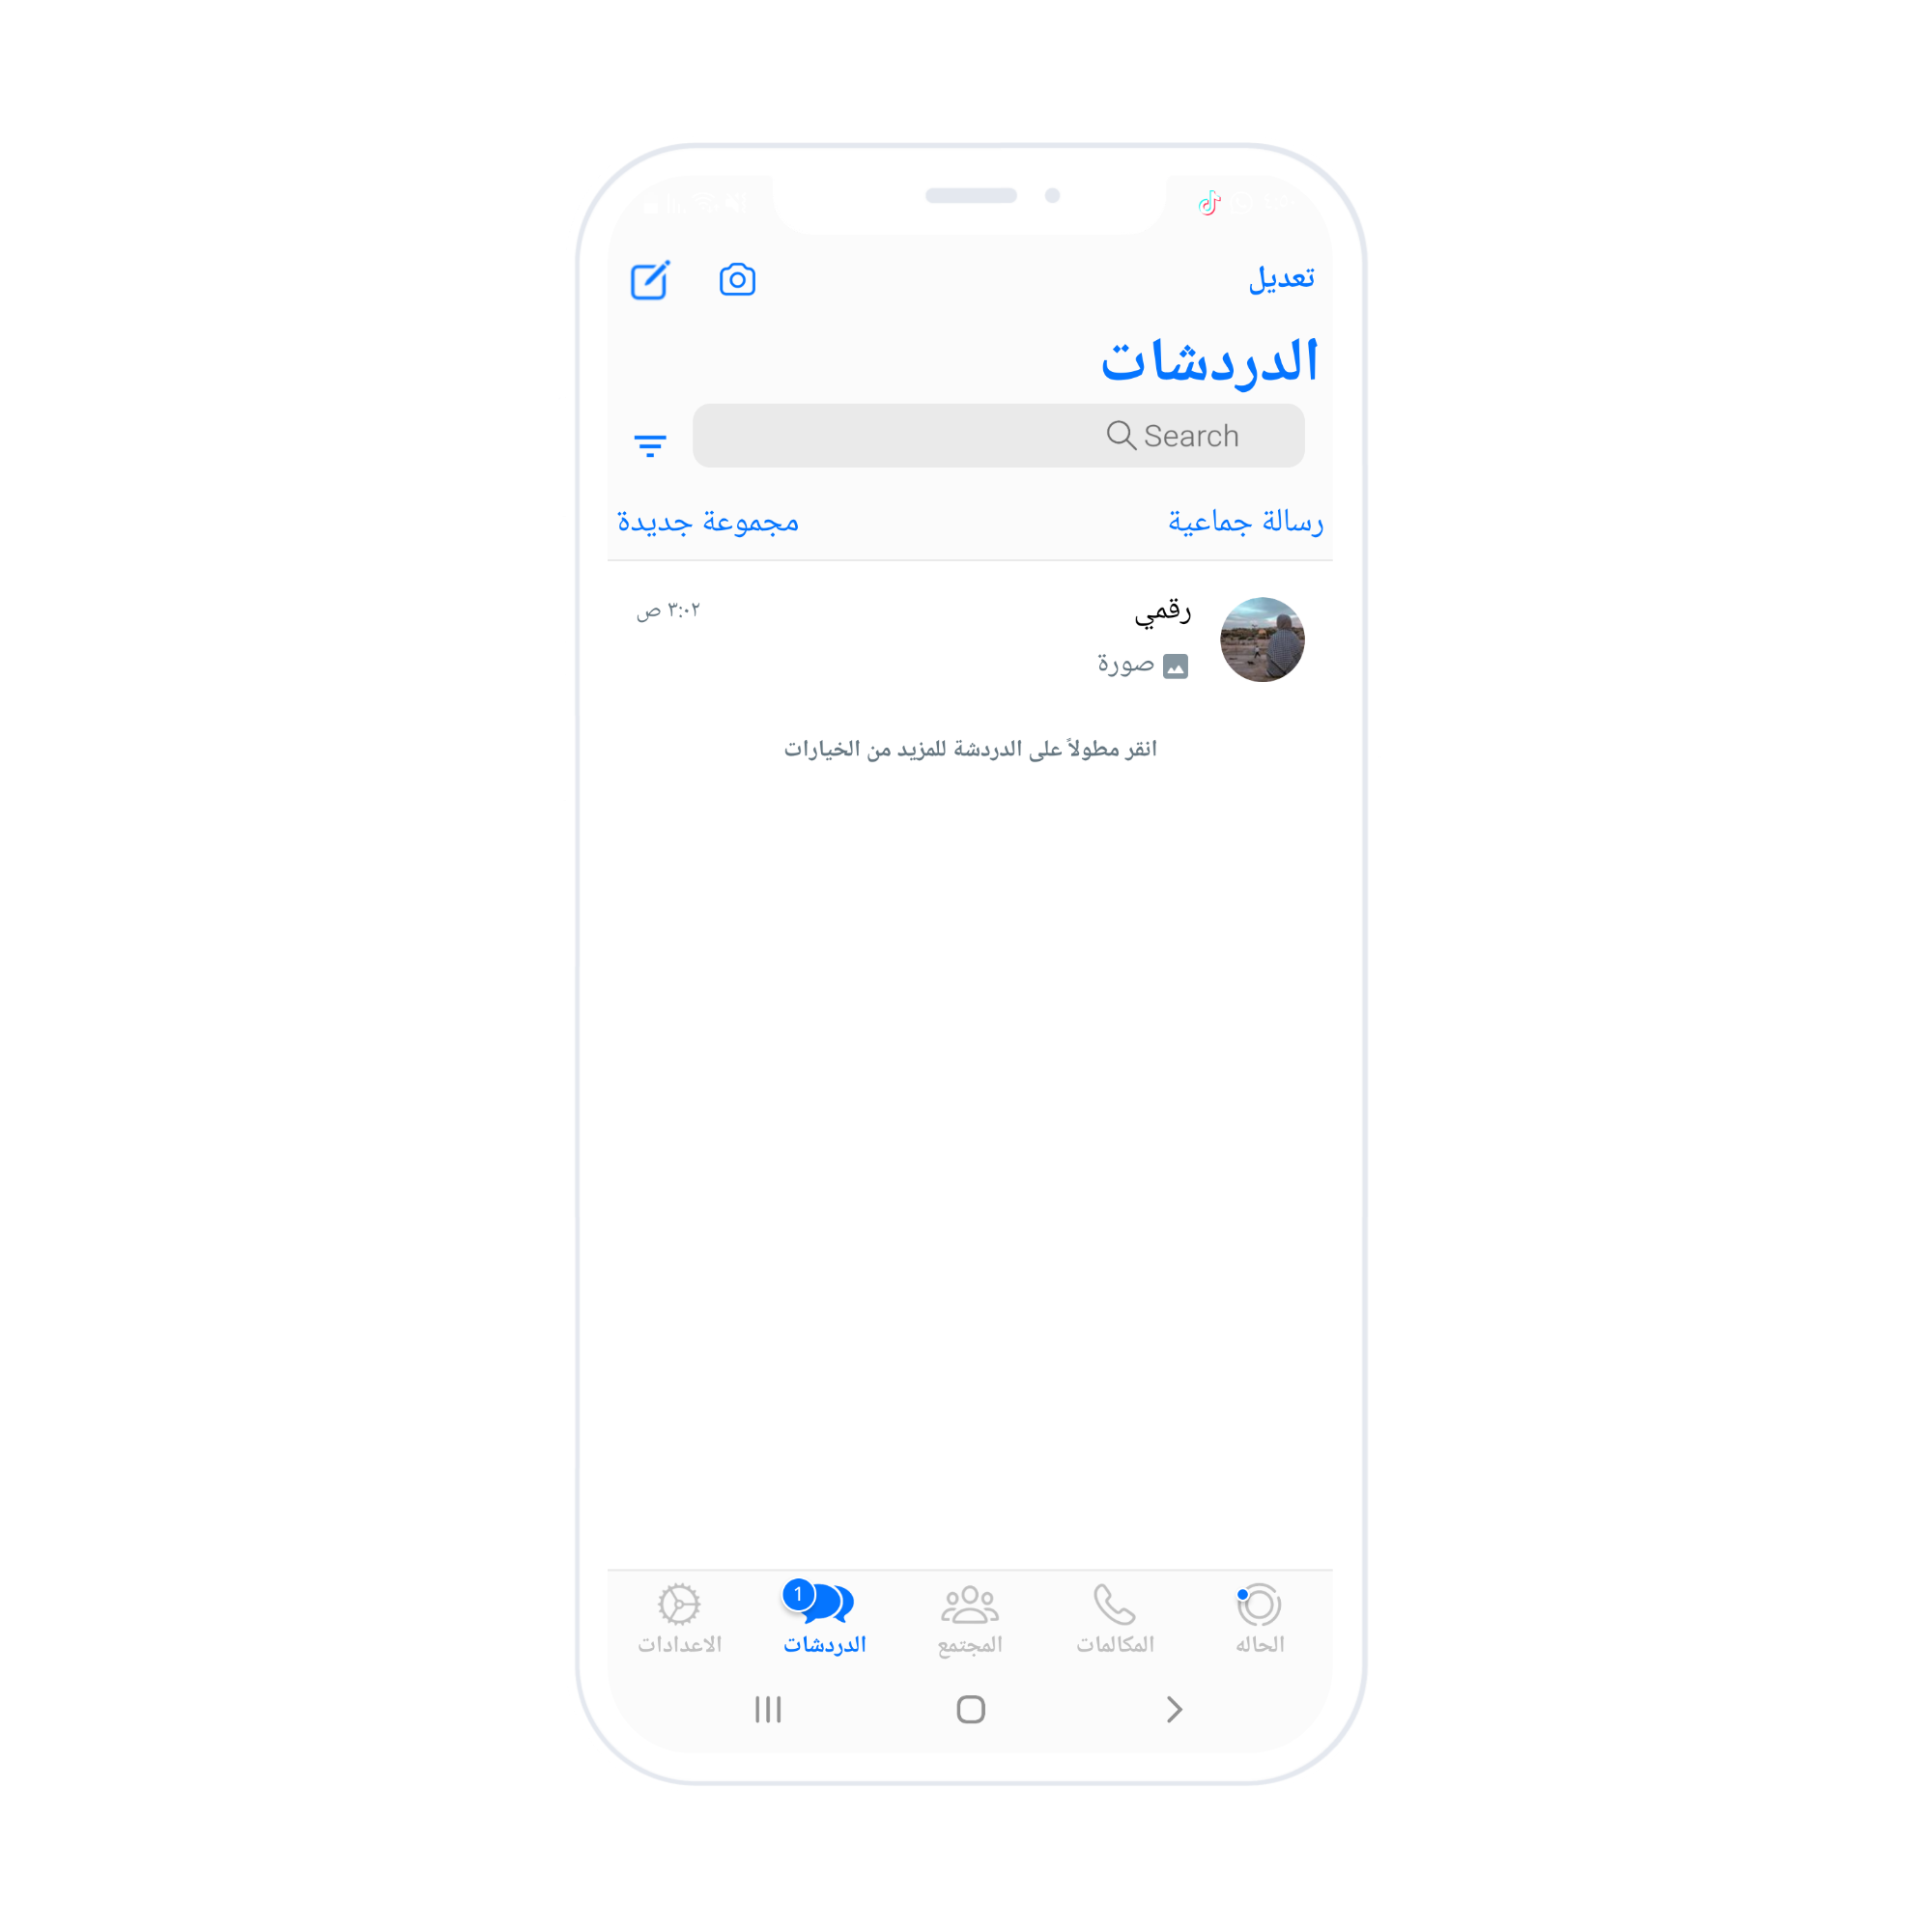 تعديل
الدردشات
Search
رسالة جماعية مجموعة جديدة
رقمي ٣:٠٢ ص
صورة
انقر مطولاً على الدردشة للمزيد من الخيارات
1
الحاله المكالمات المجتمع الدردشات الاعدادات